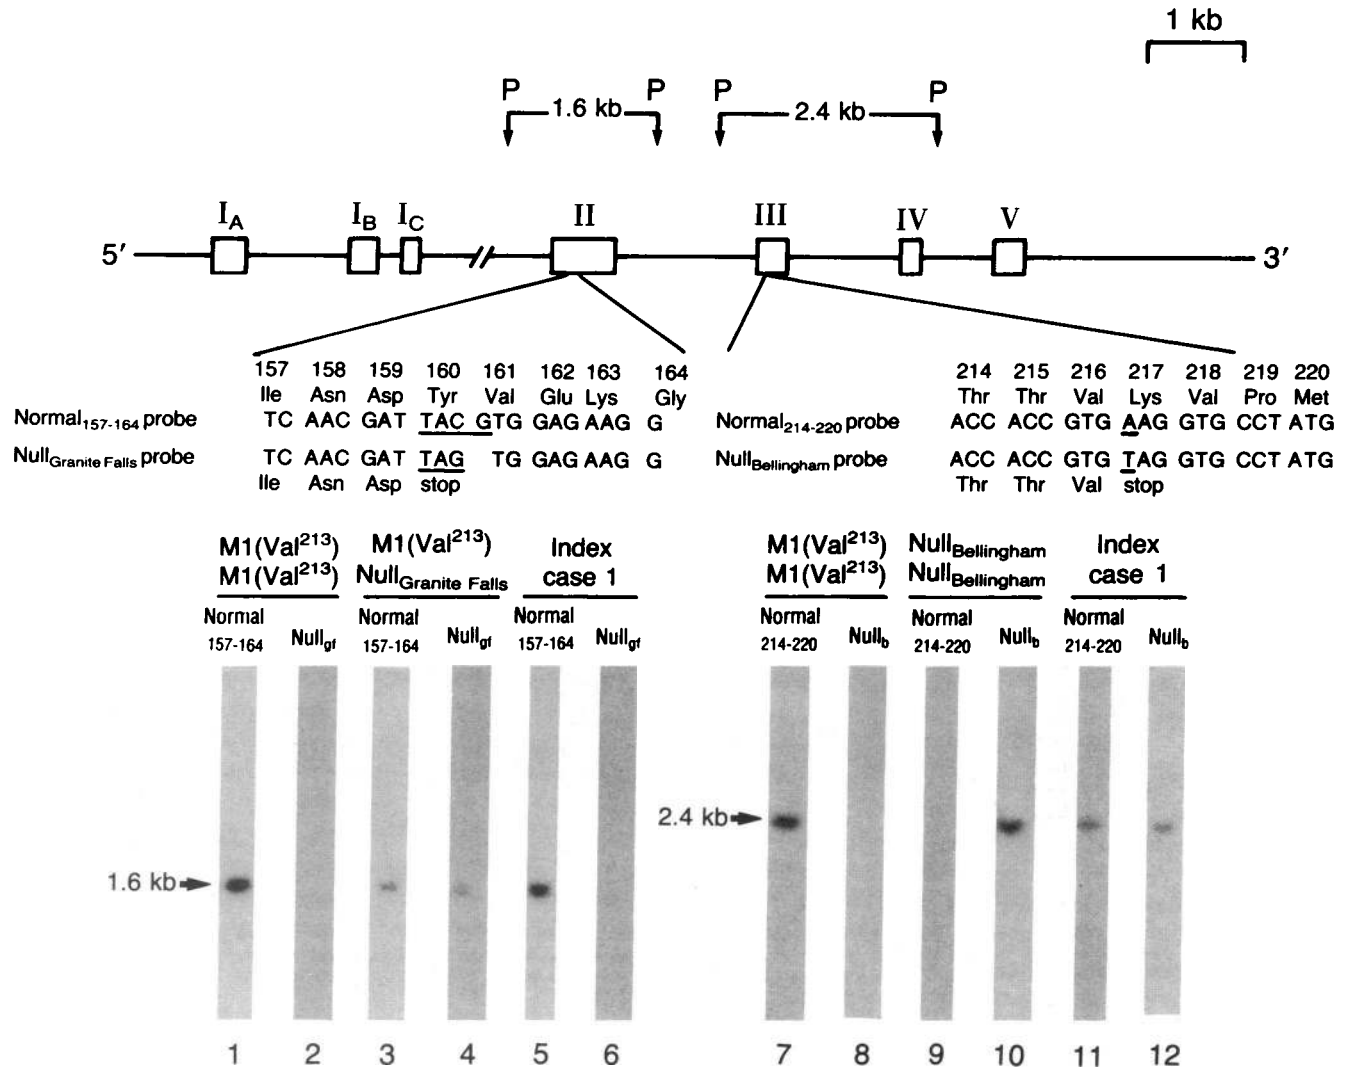 1 kb
P P P P
1.6 kb 2.4 kb
I_A I_B I_C II III IV V
5′ 3′
157 158 159 160 161 162 163 164
Ile Asn Asp Tyr Val Glu Lys Gly
Normal157-164 probe TC AAC GAT TAC GTG GAG AAG G
NullGranite Falls probe TC AAC GAT TAG TG GAG AAG G
Ile Asn Asp stop
214 215 216 217 218 219 220
Thr Thr Val Lys Val Pro Met
Normal214-220 probe ACC ACC GTG AAG GTG CCT ATG
NullBellingham probe ACC ACC GTG TAG GTG CCT ATG
Thr Thr Val stop
M1(Val213) M1(Val213) Index
M1(Val213) NullGranite Falls case 1
Normal Normal Normal
157-164 Nullgf 157-164 Nullgf 157-164 Nullgf
M1(Val213) NullBellingham Index
M1(Val213) NullBellingham case 1
Normal Normal Normal
214-220 Nullb 214-220 Nullb 214-220 Nullb
2.4 kb
1.6 kb
1 2 3 4 5 6 7 8 9 10 11 12